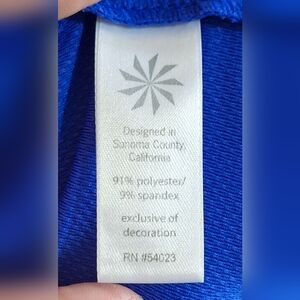 Designed in
Sonoma County,
California
91% polyester/
9% spandex
exclusive of
decoration
RN #54023